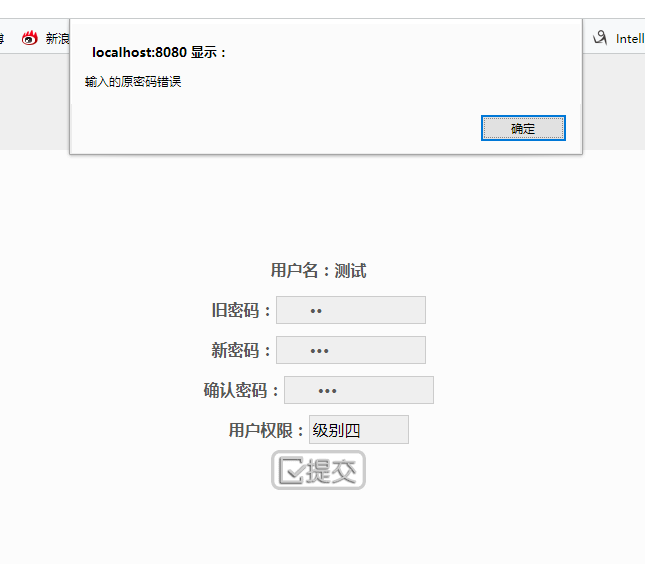 新浪
Intell
localhost:8080 显示：
输入的原密码错误
确定
用户名：测试
旧密码：••
新密码：•••
确认密码：•••
用户权限：级别四
提交